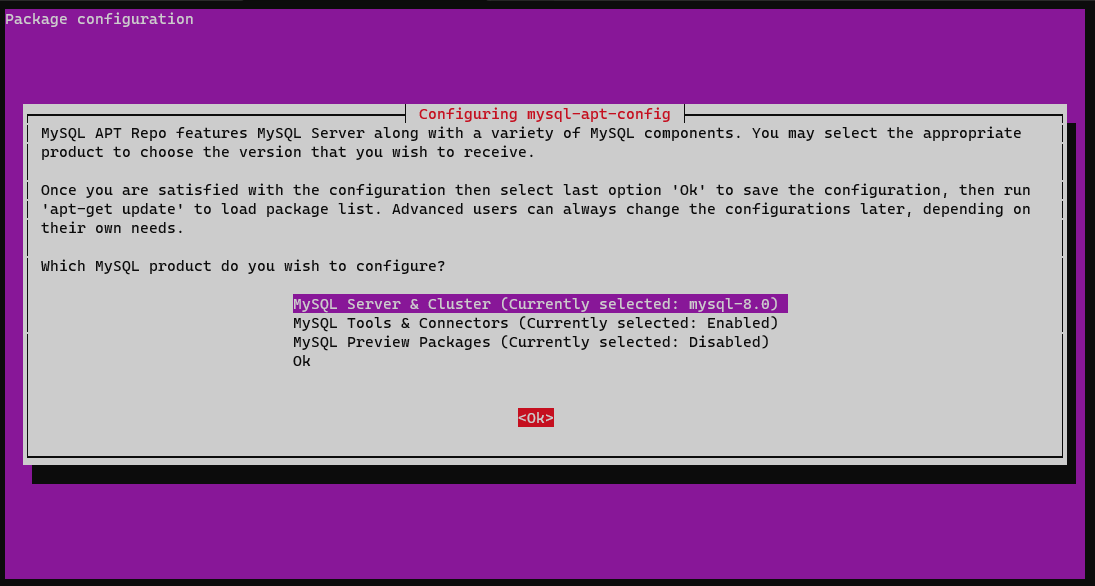 Package configuration
Configuring mysql-apt-config
MySQL APT Repo features MySQL Server along with a variety of MySQL components. You may select the appropriate
product to choose the version that you wish to receive.
Once you are satisfied with the configuration then select last option 'Ok' to save the configuration, then run
'apt-get update' to load package list. Advanced users can always change the configurations later, depending on
their own needs.
Which MySQL product do you wish to configure?
MySQL Server & Cluster (Currently selected: mysql-8.0)
MySQL Tools & Connectors (Currently selected: Enabled)
MySQL Preview Packages (Currently selected: Disabled)
Ok
<Ok>